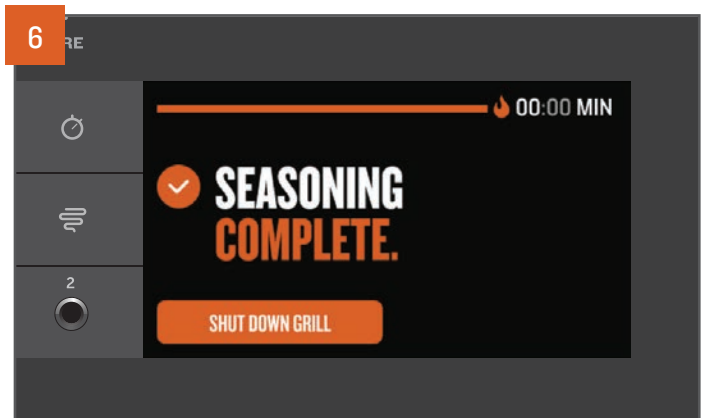 6
RE
00:00 MIN
SEASONING
COMPLETE.
2
SHUT DOWN GRILL